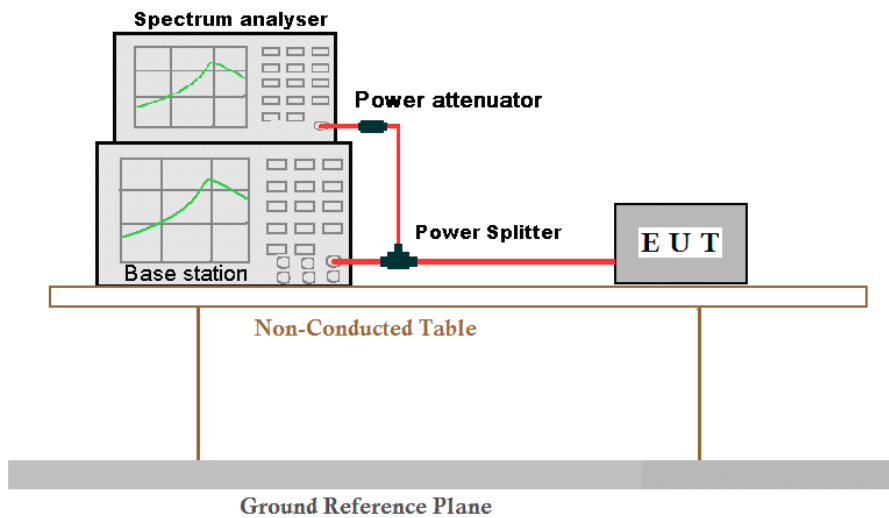 Spectrum analyser
Power attenuator
Power Splitter
E U T
Base station
Non-Conducted Table
Ground Reference Plane